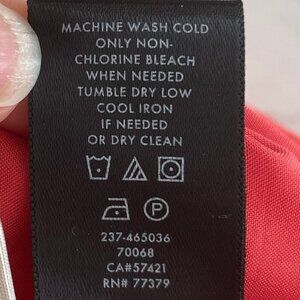 MACHINE WASH COLD
ONLY NON-
CHLORINE BLEACH
WHEN NEEDED
TUMBLE DRY LOW
COOL IRON
IF NEEDED
OR DRY CLEAN
P
237-465036
70068
CA#57421
RN# 77379